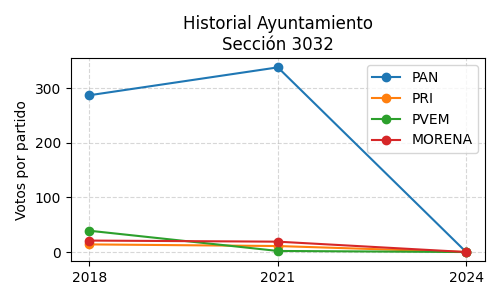 Historial Ayuntamiento
Sección 3032
Votos por partido
300
200
100
0
2018
2021
2024
PAN
PRI
PVEM
MORENA